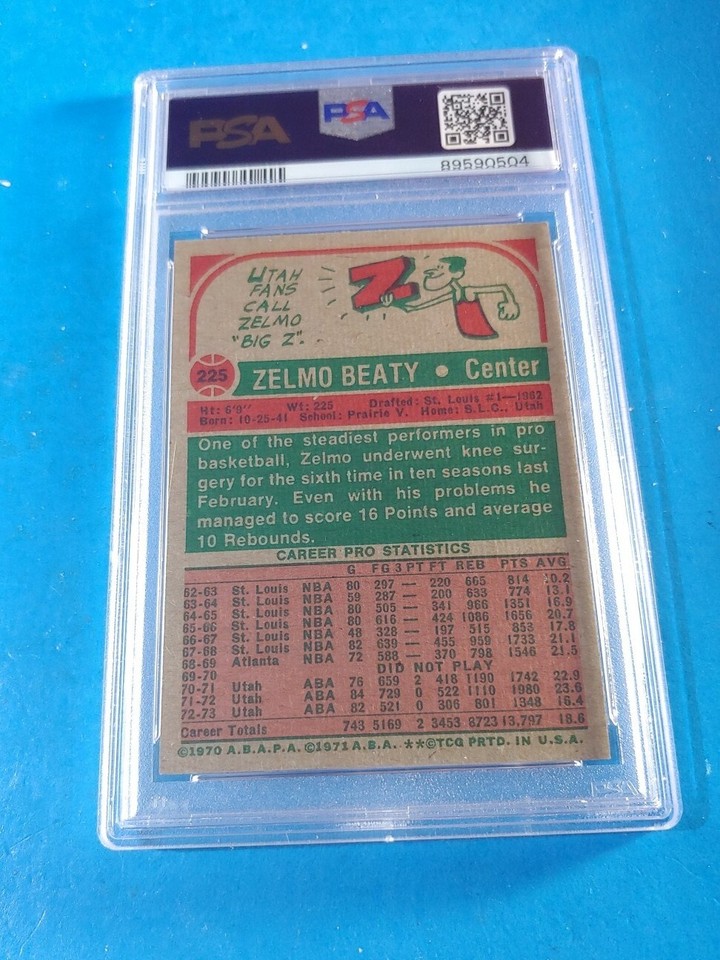 PSA
PSA
89590504
UTAH
FANS
CALL
ZELMO
"BIG Z".
Z
225 ZELMO BEATY • Center
Ht: 6'9" Wt: 225 Drafted: St. Louis #1—1962
Born: 10-25-41 School: Prairie V. Home: S.L.C., Utah
One of the steadiest performers in pro
basketball, Zelmo underwent knee sur-
gery for the sixth time in ten seasons last
February. Even with his problems he
managed to score 16 Points and average
10 Rebounds.
CAREER PRO STATISTICS
G. FG 3 PT FT REB PTS AVG.
62-63 St. Louis NBA 80 297 — 220 665 814 10.2
63-64 St. Louis NBA 59 287 — 200 633 774 13.1
64-65 St. Louis NBA 80 505 — 341 966 1351 16.9
65-66 St. Louis NBA 80 616 — 424 1086 1656 20.7
66-67 St. Louis NBA 48 328 — 197 515 853 17.8
67-68 St. Louis NBA 82 639 — 455 959 1733 21.1
68-69 Atlanta NBA 72 588 — 370 798 1546 21.5
69-70 DID NOT PLAY
70-71 Utah ABA 76 659 2 418 1190 1742 22.9
71-72 Utah ABA 84 729 0 522 1110 1980 23.6
72-73 Utah ABA 82 521 0 306 801 1348 16.4
Career Totals 743 5169 2 3453 8723 13,797 18.6
©1970 A.B.A.P.A. ©1971 A.B.A. **©TCG PRTD. IN U.S.A.